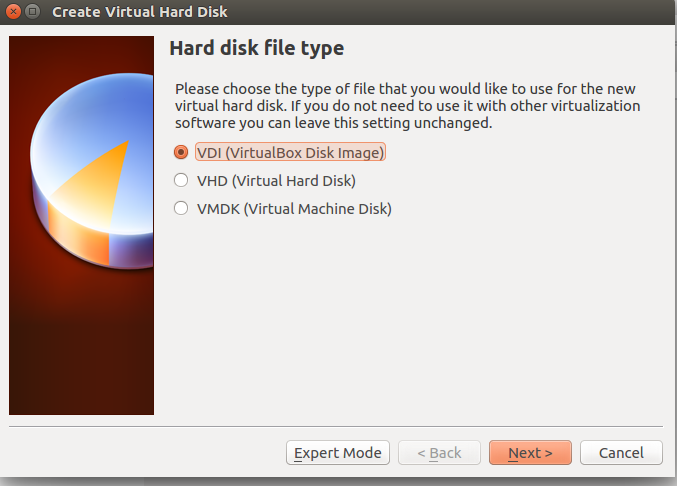 Create Virtual Hard Disk
Hard disk file type
Please choose the type of file that you would like to use for the new
virtual hard disk. If you do not need to use it with other virtualization
software you can leave this setting unchanged.
VDI (VirtualBox Disk Image)
VHD (Virtual Hard Disk)
VMDK (Virtual Machine Disk)
Expert Mode
< Back
Next >
Cancel